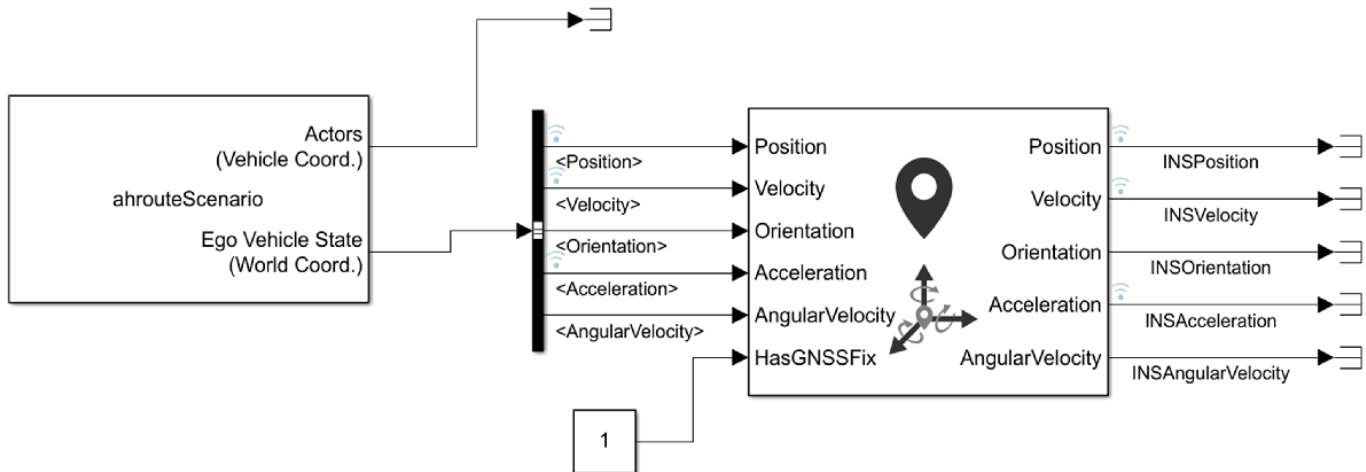 Actors
(Vehicle Coord.)
ahrouteScenario
Ego Vehicle State
(World Coord.)
<Position>
<Velocity>
<Orientation>
<Acceleration>
<AngularVelocity>
1
Position
Velocity
Orientation
Acceleration
AngularVelocity
HasGNSSFix
Position
Velocity
Orientation
Acceleration
AngularVelocity
INSPosition
INSVelocity
INSOrientation
INSAcceleration
INSAngularVelocity